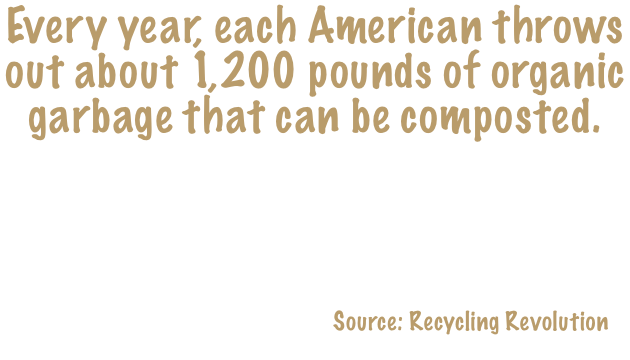 Every year, each American throws
out about 1,200 pounds of organic
garbage that can be composted.
Source: Recycling Revolution